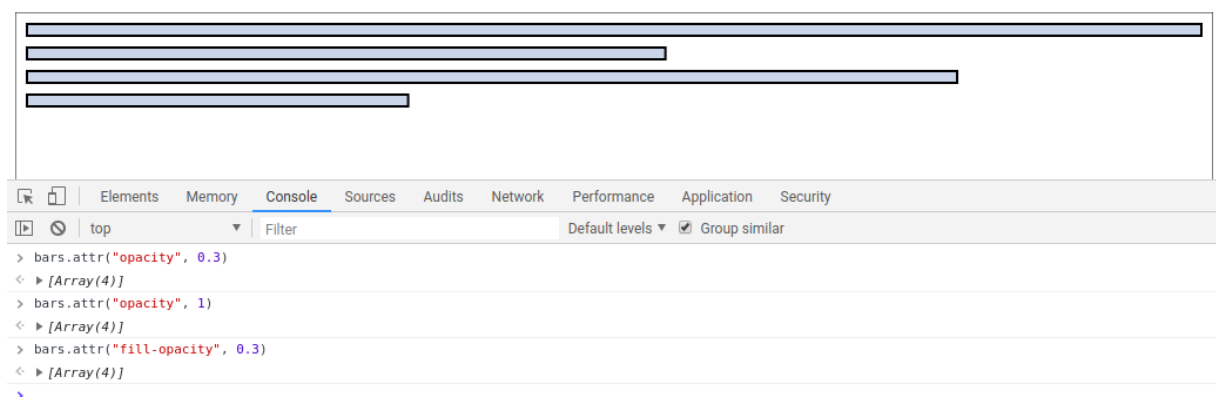 Elements Memory Console Sources Audits Network Performance Application Security
top ▼ Filter Default levels ▼ Group similar
> bars.attr("opacity", 0.3)
<· ▶ [Array(4)]
> bars.attr("opacity", 1)
<· ▶ [Array(4)]
> bars.attr("fill-opacity", 0.3)
<· ▶ [Array(4)]
>